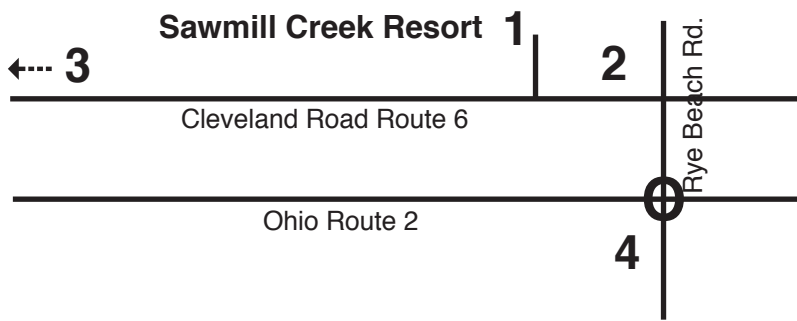 Sawmill Creek Resort 1
3
2
Rye Beach Rd.
Cleveland Road Route 6
Ohio Route 2
4